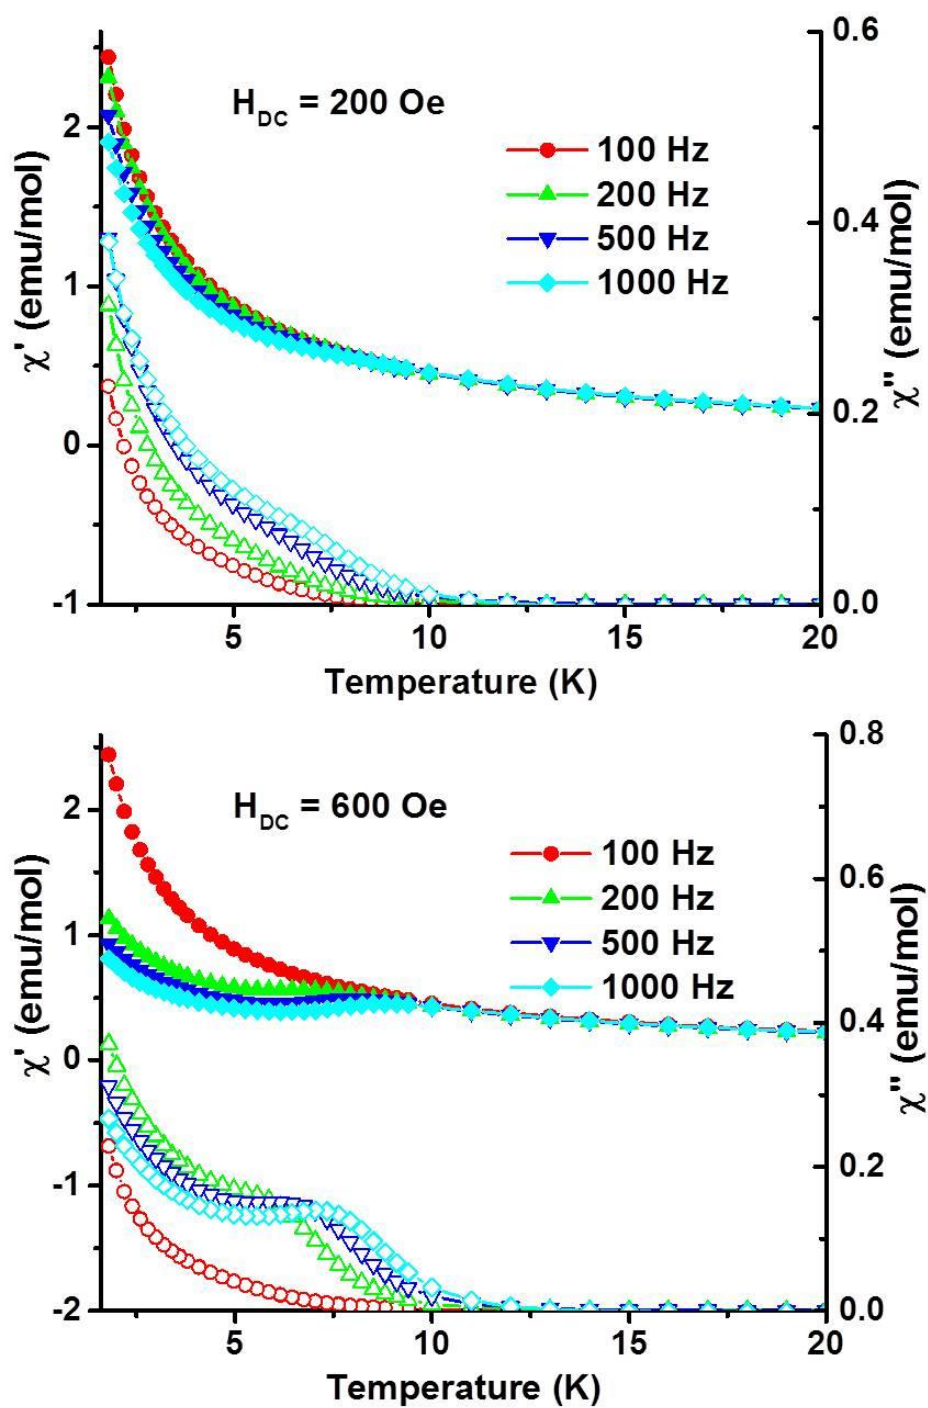 H_DC = 200 Oe
100 Hz
200 Hz
500 Hz
1000 Hz
χ' (emu/mol)
2
1
0
-1
χ'' (emu/mol)
0.6
0.4
0.2
0.0
5 10 15 20
Temperature (K)
H_DC = 600 Oe
100 Hz
200 Hz
500 Hz
1000 Hz
χ' (emu/mol)
2
1
0
-1
-2
χ'' (emu/mol)
0.8
0.6
0.4
0.2
0.0
5 10 15 20
Temperature (K)